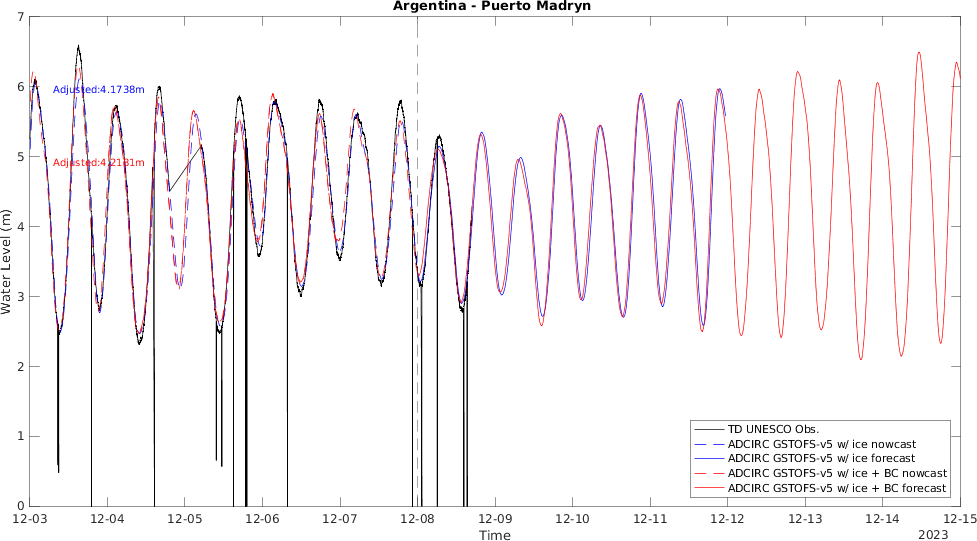 Argentina - Puerto Madryn
7
6
5
4
3
2
1
0
Water Level (m)
Adjusted:4.1738m
Adjusted:4.2181m
TD UNESCO Obs.
ADCIRC GSTOFS-v5 w/ ice nowcast
ADCIRC GSTOFS-v5 w/ ice forecast
ADCIRC GSTOFS-v5 w/ ice + BC nowcast
ADCIRC GSTOFS-v5 w/ ice + BC forecast
12-03 12-04 12-05 12-06 12-07 12-08 12-09 12-10 12-11 12-12 12-13 12-14 12-15
Time
2023